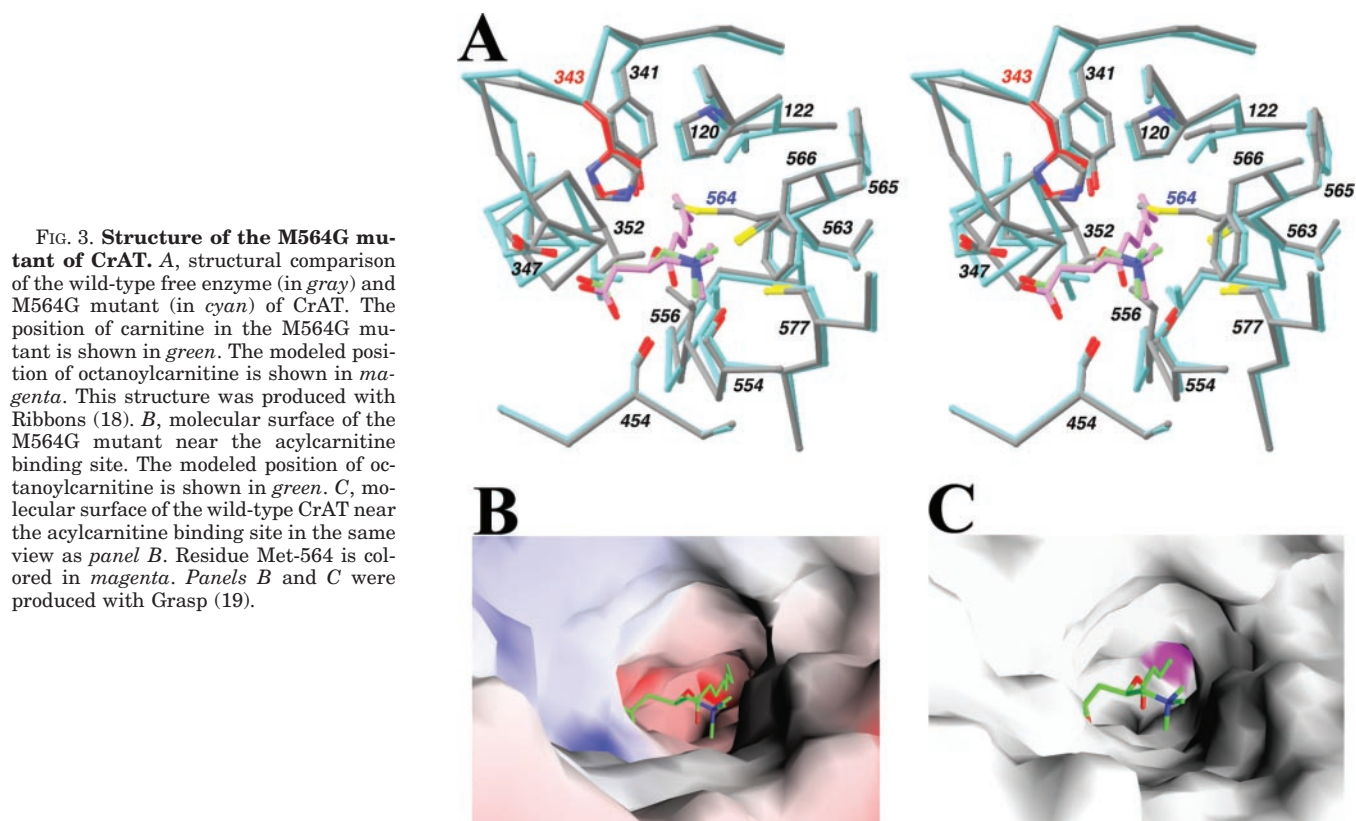 FIG. 3. Structure of the M564G mu-
tant of CrAT. A, structural comparison
of the wild-type free enzyme (in gray) and
M564G mutant (in cyan) of CrAT. The
position of carnitine in the M564G mu-
tant is shown in green. The modeled posi-
tion of octanoylcarnitine is shown in ma-
genta. This structure was produced with
Ribbons (18). B, molecular surface of the
M564G mutant near the acylcarnitine
binding site. The modeled position of oc-
tanoylcarnitine is shown in green. C, mo-
lecular surface of the wild-type CrAT near
the acylcarnitine binding site in the same
view as panel B. Residue Met-564 is col-
ored in magenta. Panels B and C were
produced with Grasp (19).
A
343
341
122
120
566
565
564
352
563
347
556
577
554
454
343
341
122
120
566
565
564
352
563
347
556
577
554
454
B
C